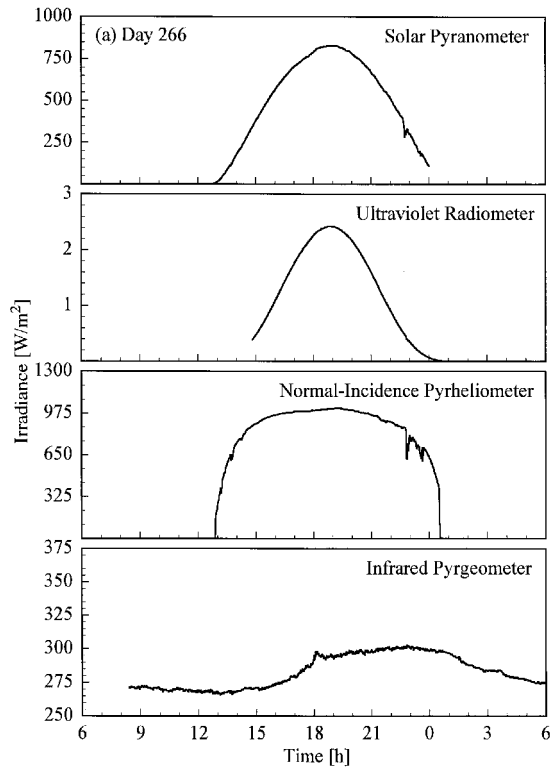 1000
(a) Day 266
Solar Pyranometer
750
500
250
3
Ultraviolet Radiometer
2
1
Irradiance [W/m²]
1300
Normal-Incidence Pyrheliometer
975
650
325
375
Infrared Pyrgeometer
350
325
300
275
250
6 9 12 15 18 21 0 3 6
Time [h]